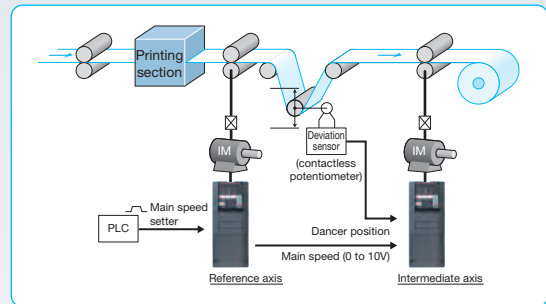 Printing
section
IM
Deviation
sensor
(contactless
potentiometer)
IM
Main speed
setter
PLC
Dancer position
Main speed (0 to 10V)
Reference axis
Intermediate axis